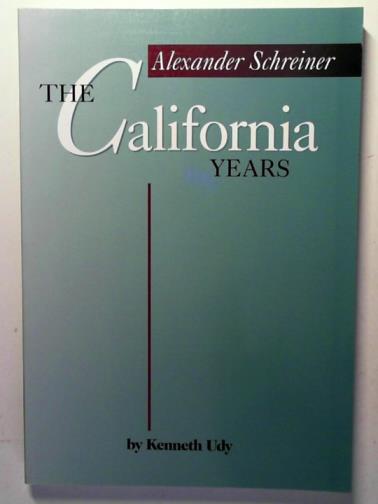 Alexander Schreiner
THE
California
YEARS
by Kenneth Udy